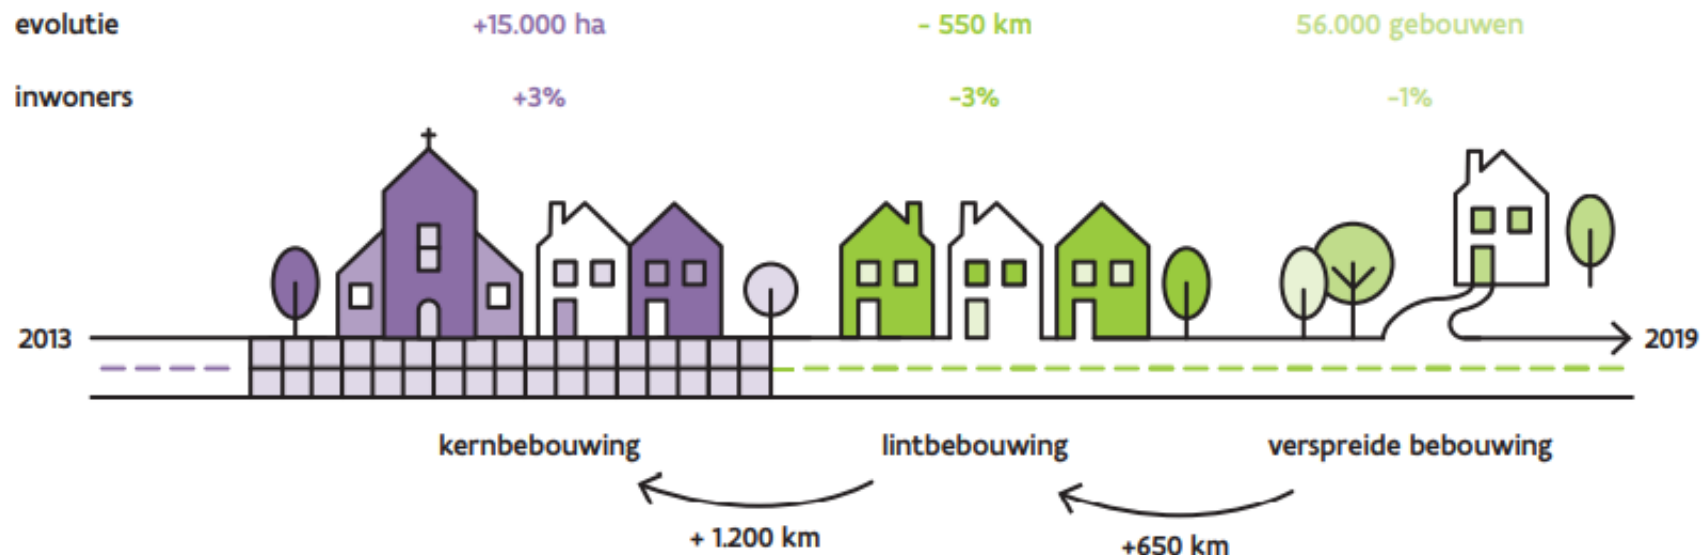 evolutie +15.000 ha - 550 km 56.000 gebouwen
inwoners +3% -3% -1%
2013 2019
kernbebouwing lintbebouwing verspreide bebouwing
+ 1.200 km +650 km